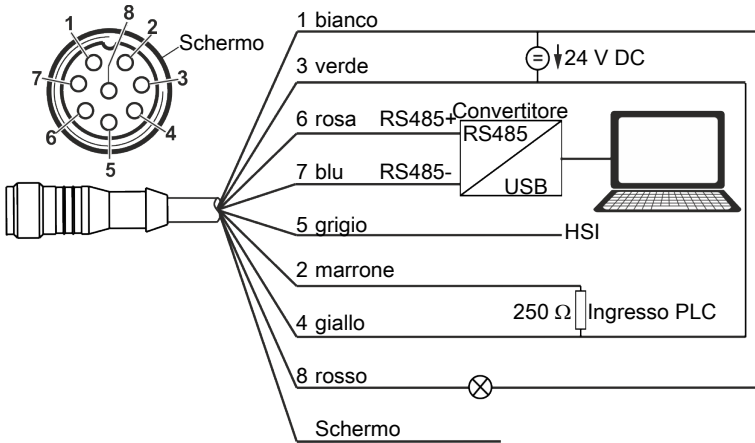 1
8
2
Schermo
7
3
6
4
5
1 bianco
24 V DC
3 verde
6 rosa RS485+
Convertitore
RS485
USB
7 blu RS485-
5 grigio
HSI
2 marrone
250 Ω Ingresso PLC
4 giallo
8 rosso
Schermo